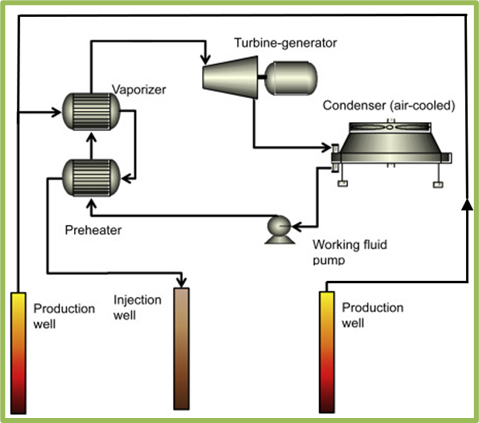 Turbine-generator
Vaporizer
Condenser (air-cooled)
Preheater
Working fluid
pump
Production
well
Injection
well
Production
well